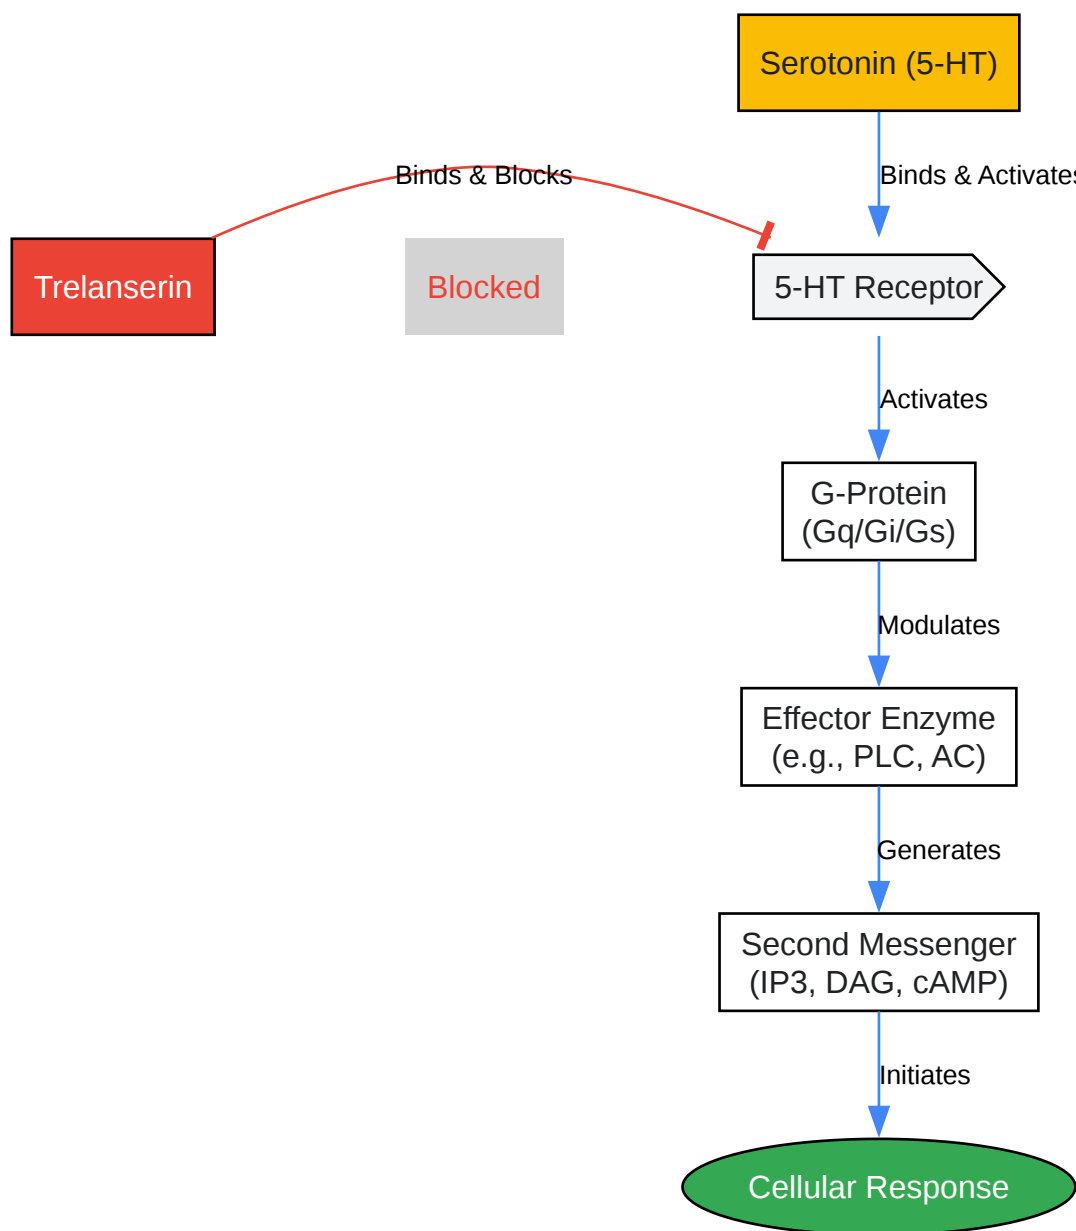 Serotonin (5-HT)
Binds & Blocks
Binds & Activates
Trelanserin
Blocked
5-HT Receptor
Activates
G-Protein
(Gq/Gi/Gs)
Modulates
Effector Enzyme
(e.g., PLC, AC)
Generates
Second Messenger
(IP3, DAG, cAMP)
Initiates
Cellular Response